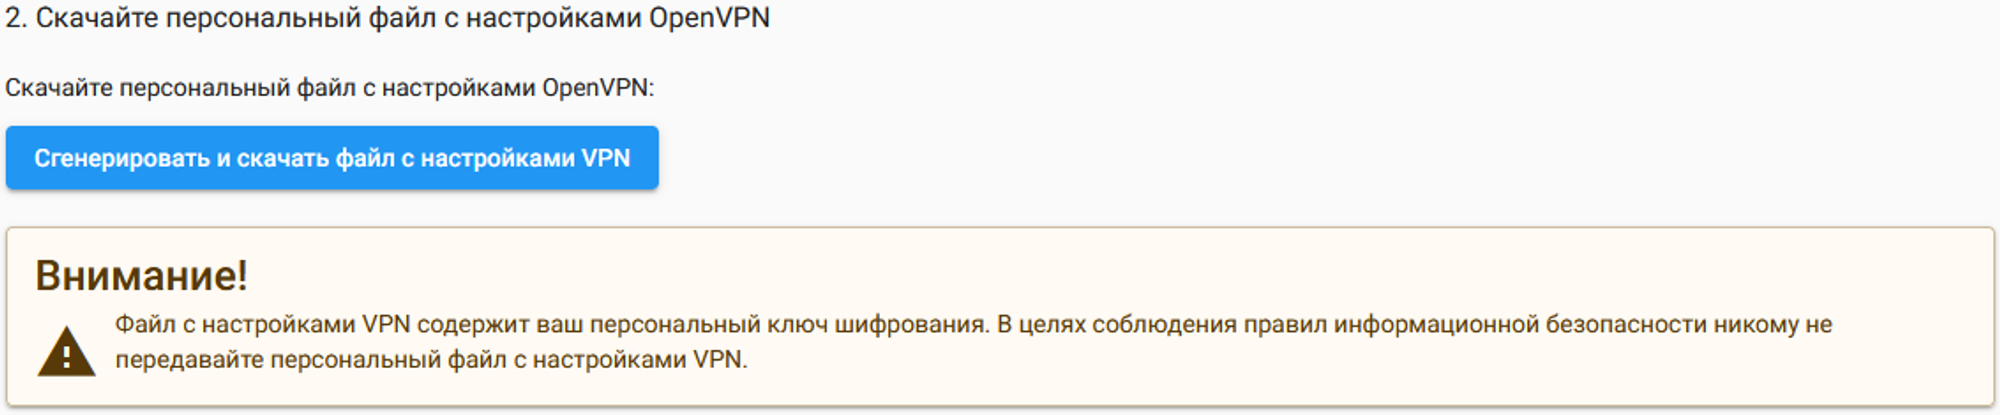 2. Скачайте персональный файл с настройками OpenVPN
Скачайте персональный файл с настройками OpenVPN:
Сгенерировать и скачать файл с настройками VPN
Внимание!
Файл с настройками VPN содержит ваш персональный ключ шифрования. В целях соблюдения правил информационной безопасности никому не
передавайте персональный файл с настройками VPN.